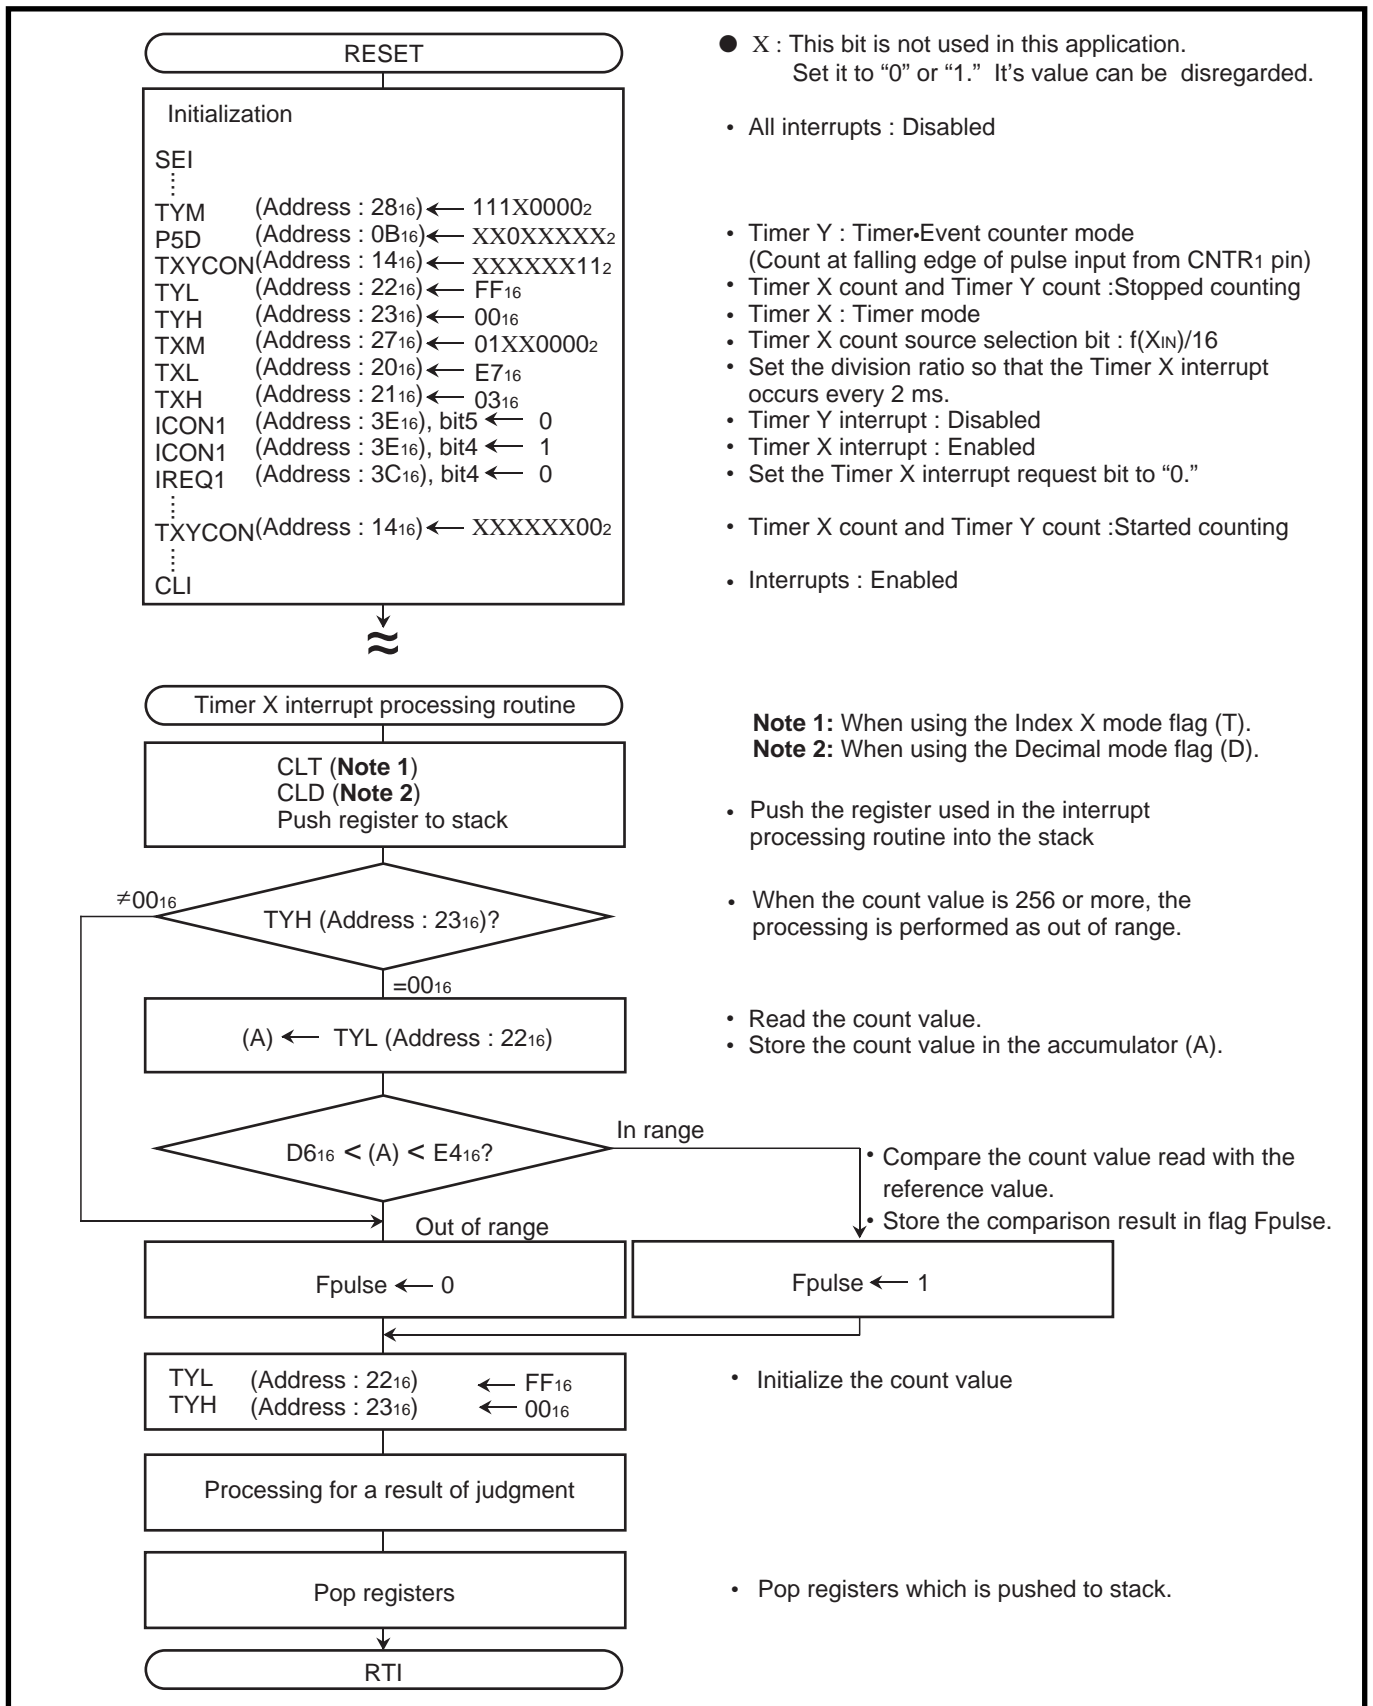 RESET
● X : This bit is not used in this application.
Set it to “0” or “1.” It’s value can be disregarded.
Initialization
• All interrupts : Disabled
SEI
TYM (Address : 2816) ← 111X00002
P5D (Address : 0B16) ← XX0XXXXX2
TXYCON (Address : 1416) ← XXXXXX112
TYL (Address : 2216) ← FF16
TYH (Address : 2316) ← 0016
TXM (Address : 2716) ← 01XX00002
TXL (Address : 2016) ← E716
TXH (Address : 2116) ← 0316
ICON1 (Address : 3E16), bit5 ← 0
ICON1 (Address : 3E16), bit4 ← 1
IREQ1 (Address : 3C16), bit4 ← 0
TXYCON (Address : 1416) ← XXXXXX002
CLI
• Timer Y : Timer•Event counter mode
(Count at falling edge of pulse input from CNTR1 pin)
• Timer X count and Timer Y count :Stopped counting
• Timer X : Timer mode
• Timer X count source selection bit : f(XIN)/16
• Set the division ratio so that the Timer X interrupt
occurs every 2 ms.
• Timer Y interrupt : Disabled
• Timer X interrupt : Enabled
• Set the Timer X interrupt request bit to “0.”
• Timer X count and Timer Y count :Started counting
• Interrupts : Enabled
≈
Timer X interrupt processing routine
Note 1: When using the Index X mode flag (T).
Note 2: When using the Decimal mode flag (D).
CLT (Note 1)
CLD (Note 2)
Push register to stack
• Push the register used in the interrupt
processing routine into the stack
≠0016
TYH (Address : 2316)?
• When the count value is 256 or more, the
processing is performed as out of range.
=0016
(A) ← TYL (Address : 2216)
• Read the count value.
• Store the count value in the accumulator (A).
D616 < (A) < E416?
In range
• Compare the count value read with the
reference value.
• Store the comparison result in flag Fpulse.
Out of range
Fpulse ← 0
Fpulse ← 1
TYL (Address : 2216) ← FF16
TYH (Address : 2316) ← 0016
• Initialize the count value
Processing for a result of judgment
Pop registers
• Pop registers which is pushed to stack.
RTI